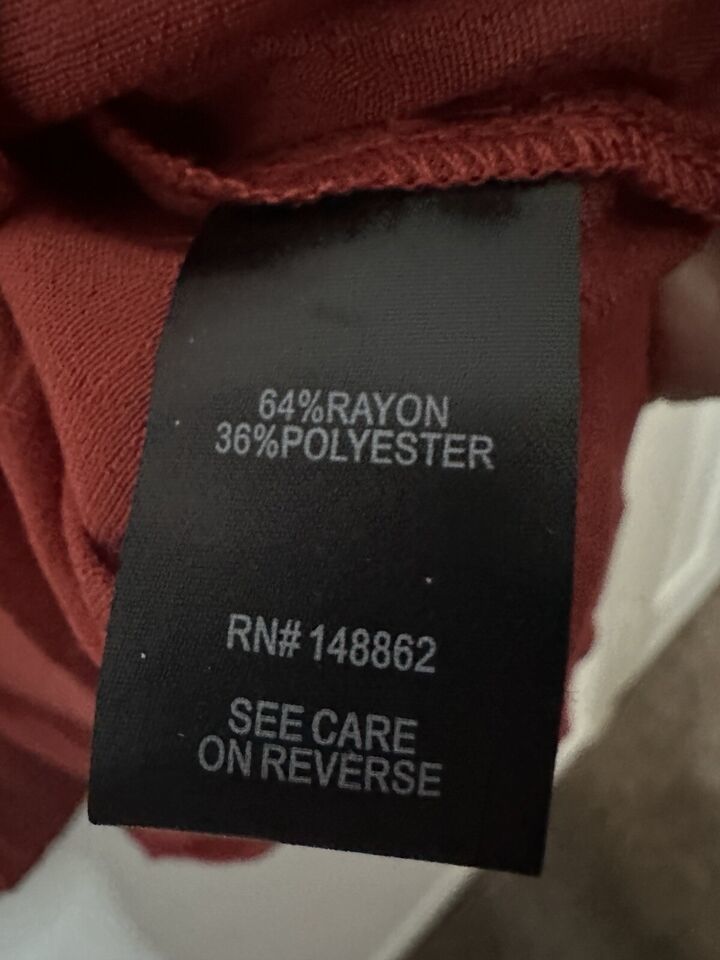 64%RAYON
36%POLYESTER
RN# 148862
SEE CARE
ON REVERSE